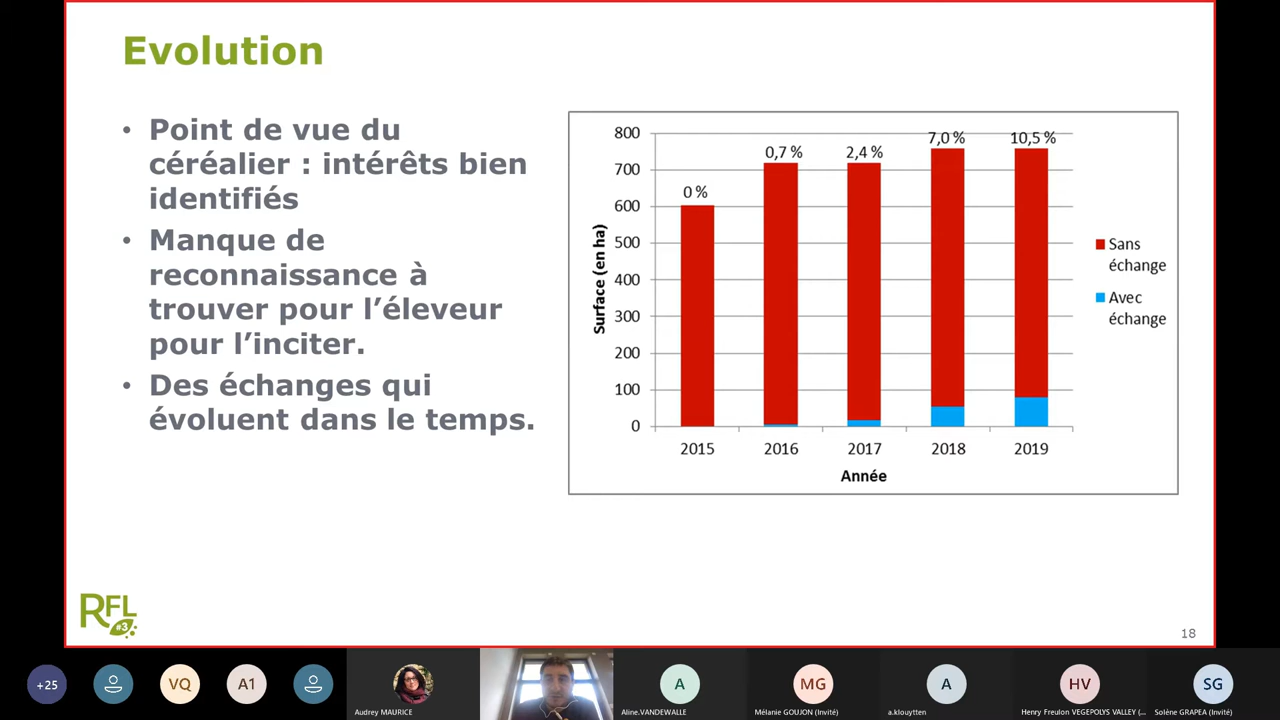 Evolution
• Point de vue du
céréalier : intérêts bien
identifiés
• Manque de
reconnaissance à
trouver pour l’éleveur
pour l’inciter.
• Des échanges qui
évoluent dans le temps.
800
700
600
500
400
300
200
100
0
Surface (en ha)
0 %
0,7 %
2,4 %
7,0 %
10,5 %
2015
2016
2017
2018
2019
Année
Sans
échange
Avec
échange
RFL
#3
18
+25
VQ
A1
Audrey MAURICE
A
Aline.VANDEWALLE
MG
Mélanie GOUJON (Invité)
A
a.klouytten
HV
Henry Freulon VEGEPOLYS VALLEY (...
SG
Solène GRAPEA (Invité)